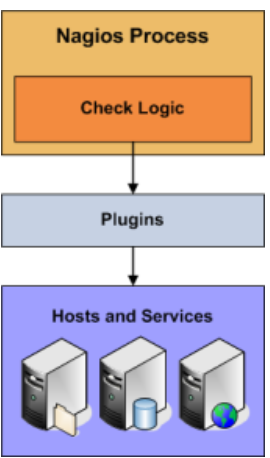 Nagios Process
Check Logic
Plugins
Hosts and Services